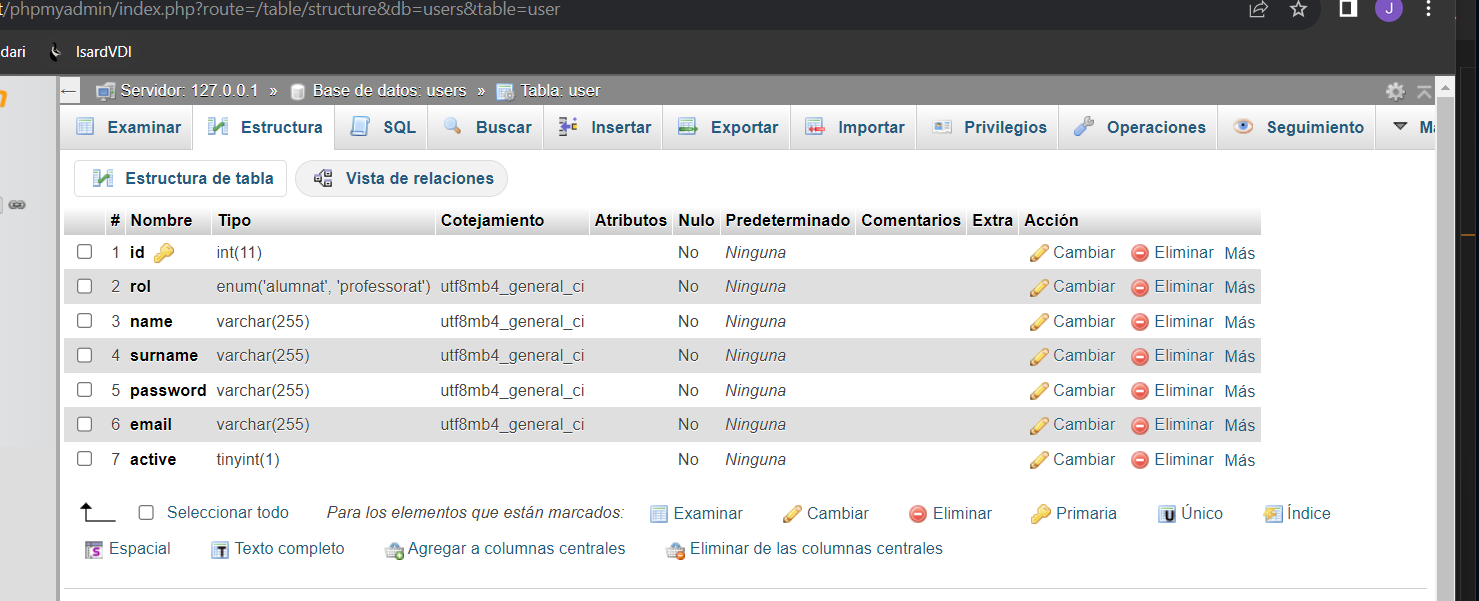 /phpmyadmin/index.php?route=/table/structure&db=users&table=user
J
dari IsardVDI
Servidor: 127.0.0.1 » Base de datos: users » Tabla: user
Examinar Estructura SQL Buscar Insertar Exportar Importar Privilegios Operaciones Seguimiento
Estructura de tabla Vista de relaciones
# Nombre Tipo Cotejamiento Atributos Nulo Predeterminado Comentarios Extra Acción
1 id int(11) No Ninguna Cambiar Eliminar Más
2 rol enum('alumnat', 'professorat') utf8mb4_general_ci No Ninguna Cambiar Eliminar Más
3 name varchar(255) utf8mb4_general_ci No Ninguna Cambiar Eliminar Más
4 surname varchar(255) utf8mb4_general_ci No Ninguna Cambiar Eliminar Más
5 password varchar(255) utf8mb4_general_ci No Ninguna Cambiar Eliminar Más
6 email varchar(255) utf8mb4_general_ci No Ninguna Cambiar Eliminar Más
7 active tinyint(1) No Ninguna Cambiar Eliminar Más
Seleccionar todo Para los elementos que están marcados: Examinar Cambiar Eliminar Primaria Único Índice
Espacial Texto completo Agregar a columnas centrales Eliminar de las columnas centrales